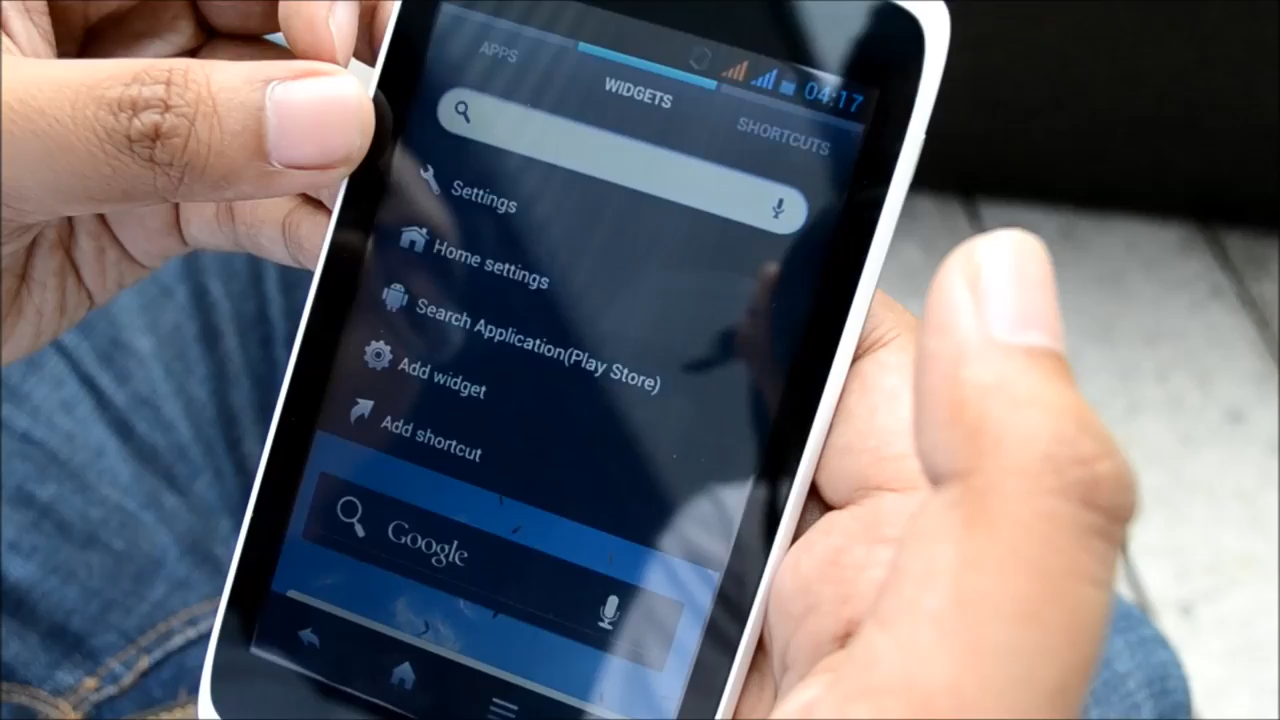 04:17
APPS
WIDGETS
SHORTCUTS
Settings
Home settings
Search Application(Play Store)
Add widget
Add shortcut
Google